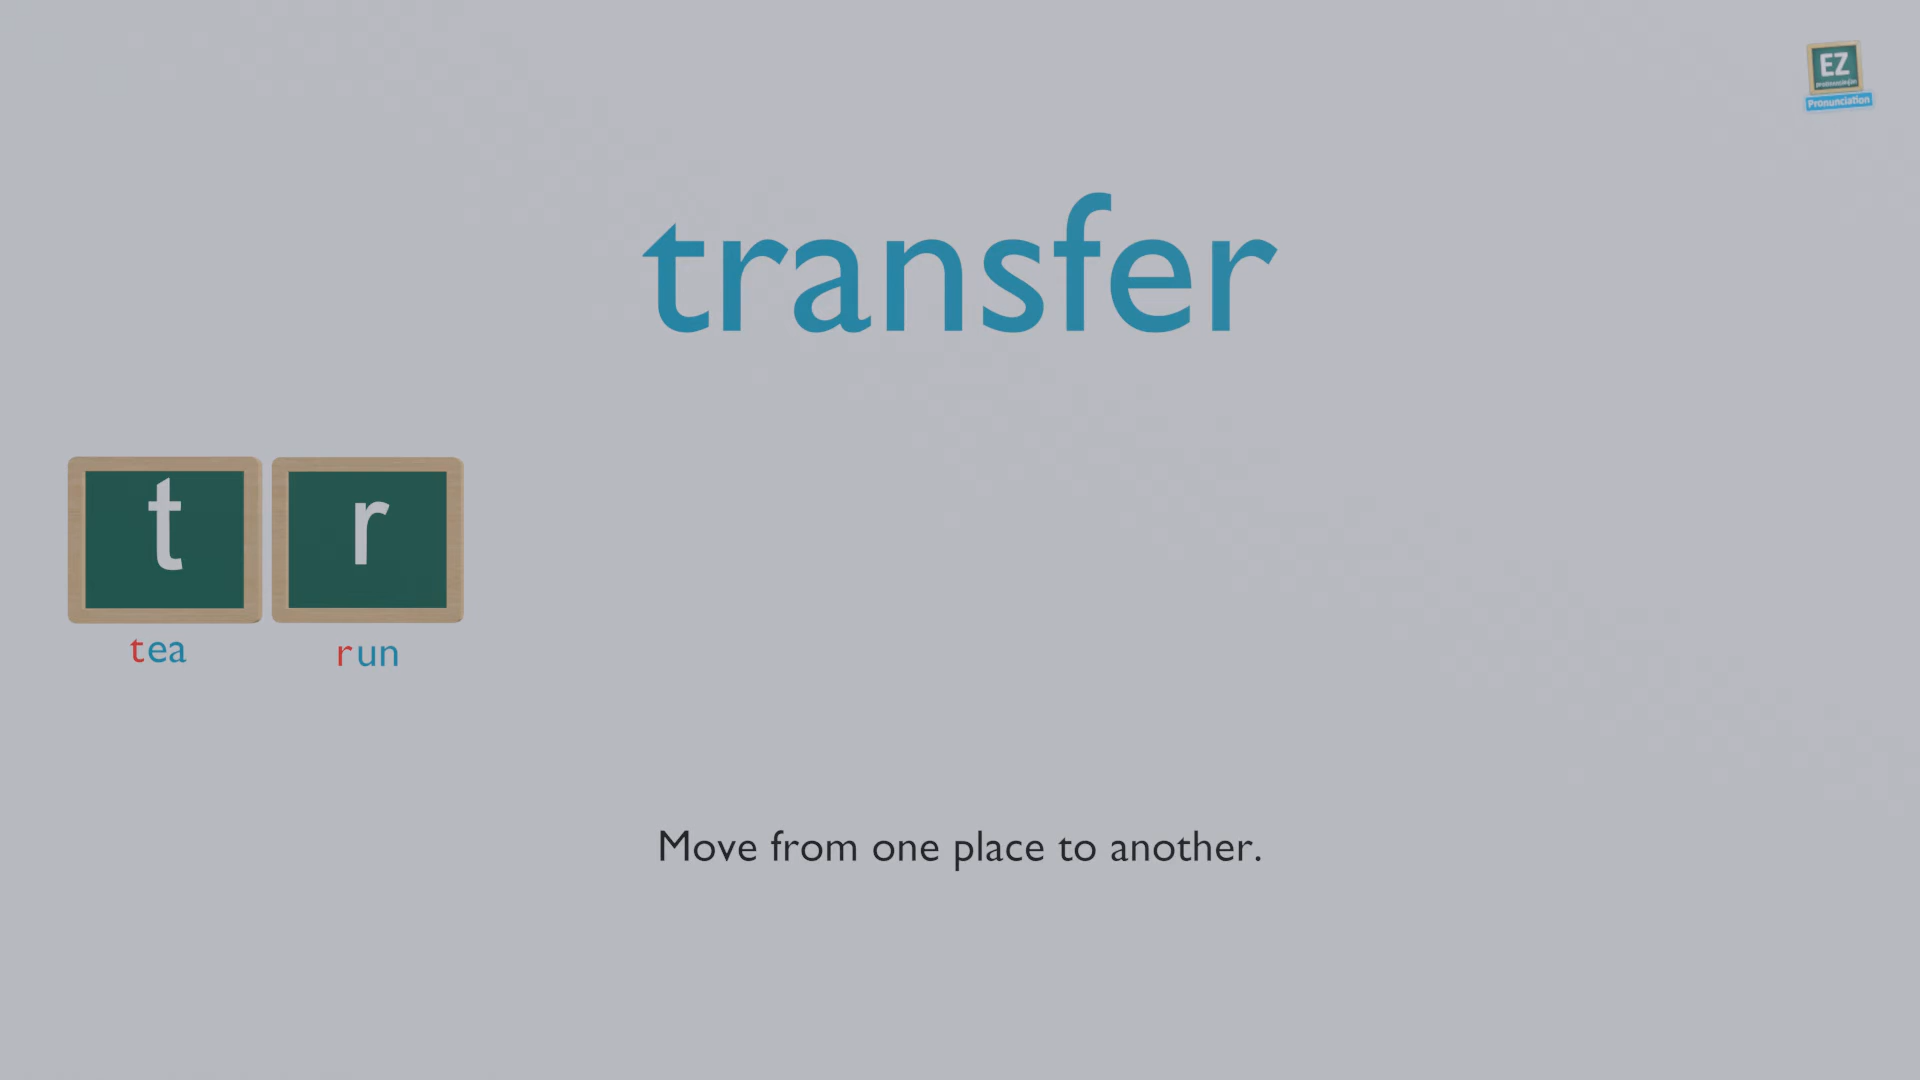 EZ
Pronunciation
transfer
t r
tea run
Move from one place to another.